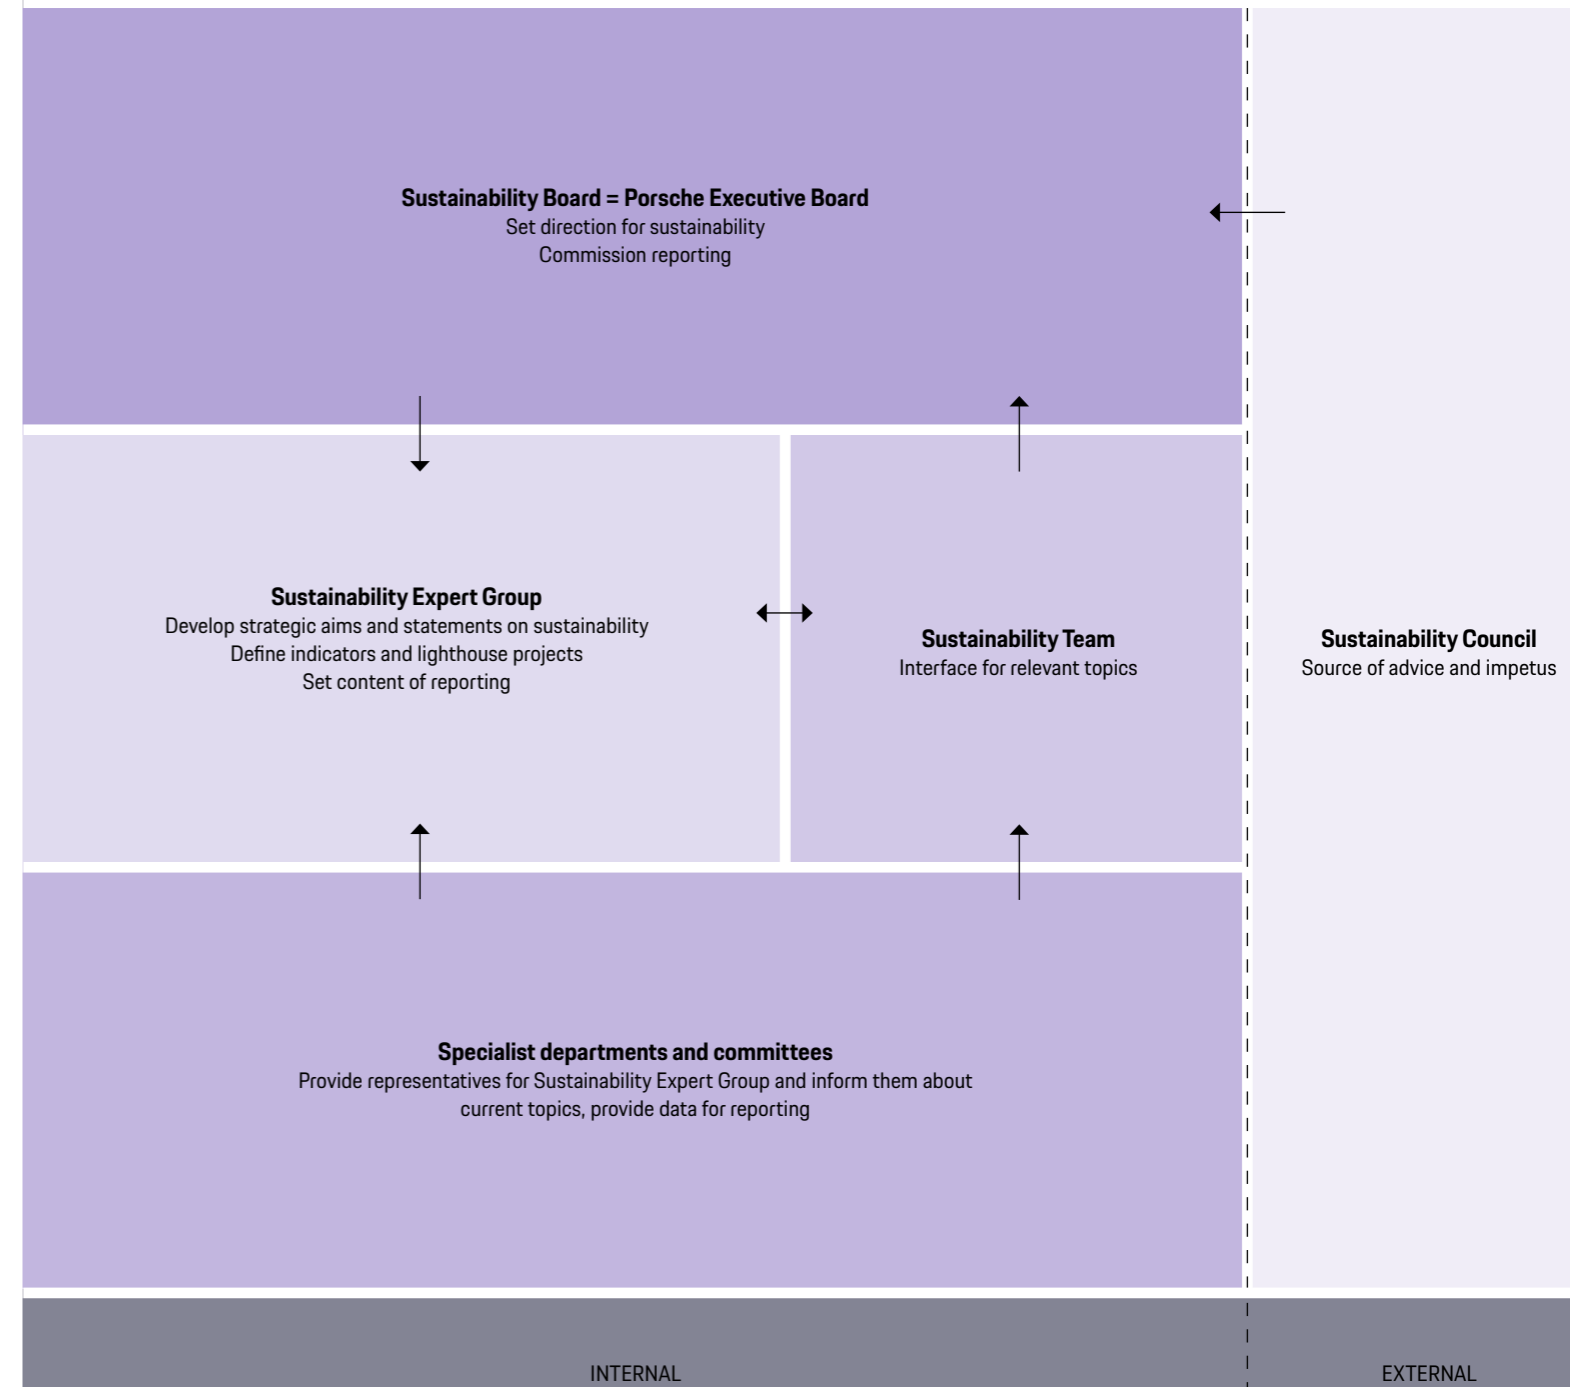 Sustainability Board = Porsche Executive Board
Set direction for sustainability
Commission reporting
Sustainability Expert Group
Develop strategic aims and statements on sustainability
Define indicators and lighthouse projects
Set content of reporting
Sustainability Team
Interface for relevant topics
Sustainability Council
Source of advice and impetus
Specialist departments and committees
Provide representatives for Sustainability Expert Group and inform them about
current topics, provide data for reporting
INTERNAL
EXTERNAL